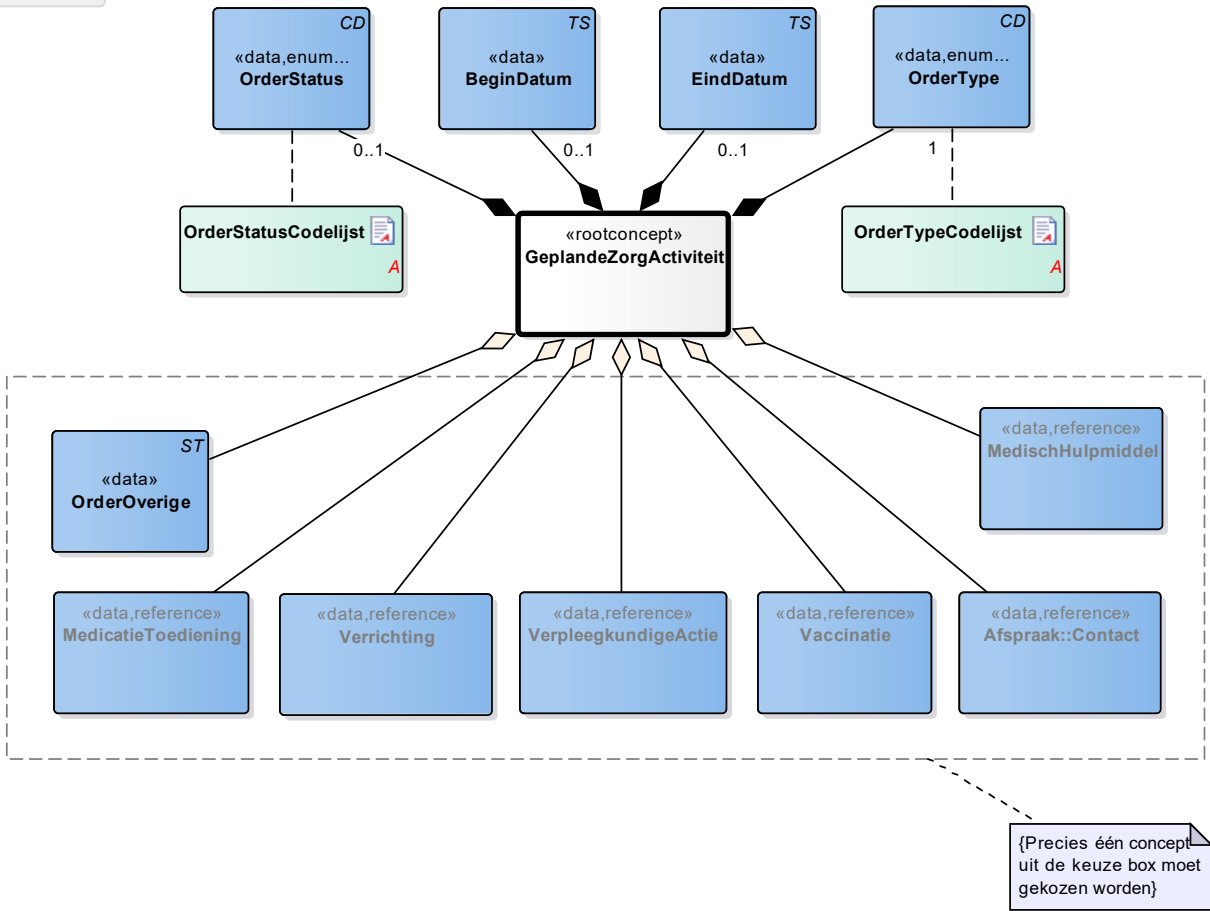 CD
«data,enum...
OrderStatus
TS
«data»
BeginDatum
TS
«data»
EindDatum
CD
«data,enum...
OrderType
0..1
0..1
0..1
1
OrderStatusCodelijst
A
«rootconcept»
GeplandeZorgActiviteit
OrderTypeCodelijst
A
ST
«data»
OrderOverige
«data,reference»
MedischHulpmiddel
«data,reference»
MedicatieToediening
«data,reference»
Verrichting
«data,reference»
VerpleegkundigeActie
«data,reference»
Vaccinatie
«data,reference»
Afspraak::Contact
{Precies één concept
uit de keuze box moet
gekozen worden}